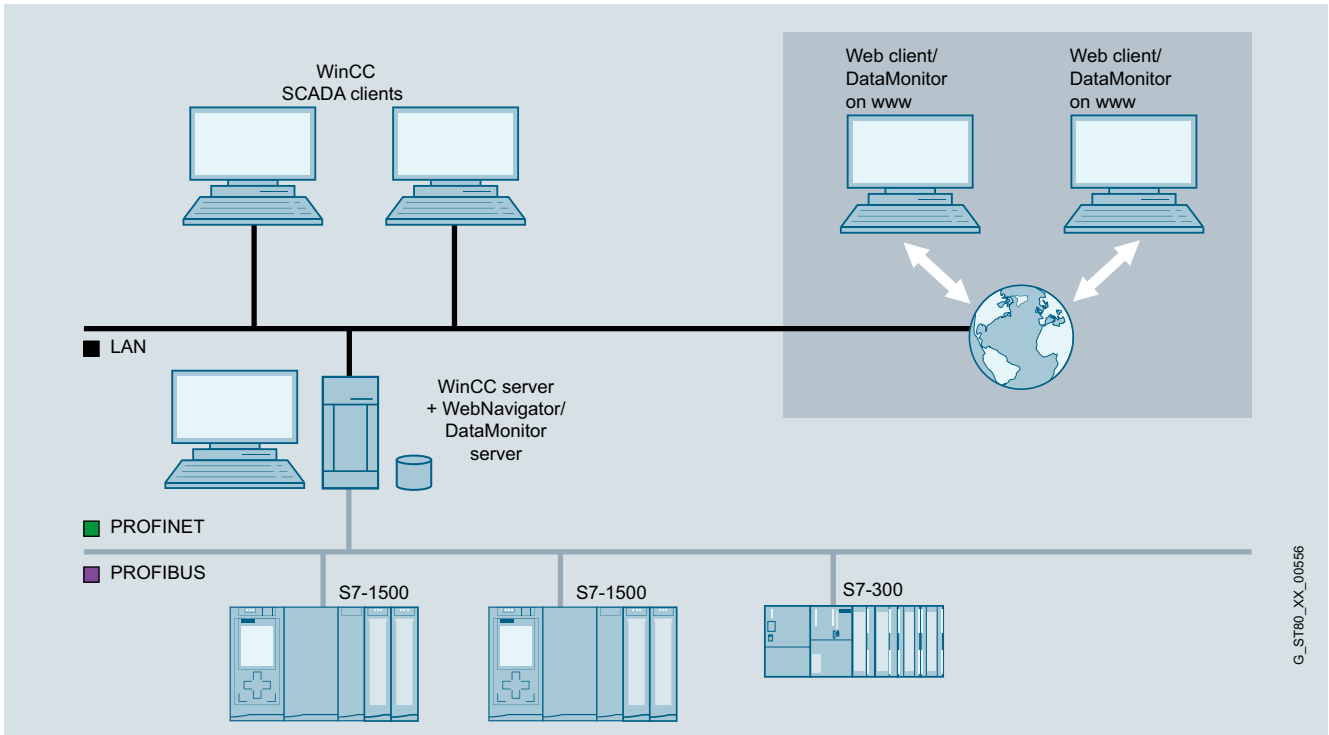 WinCC
SCADA clients
Web client/
DataMonitor
on www
Web client/
DataMonitor
on www
LAN
WinCC server
+ WebNavigator/
DataMonitor
server
PROFINET
PROFIBUS
S7-1500
S7-1500
S7-300
G_ST80_XX_00556